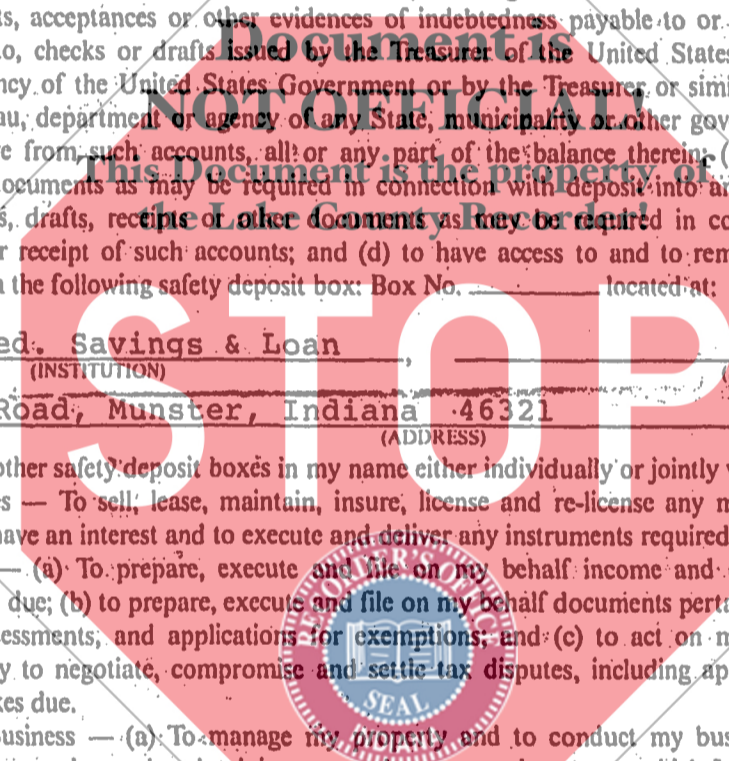 ts, acceptances or other evidences of indebtedness payable to or
to, checks or drafts issued by the Treasurer of the United States
ncy of the United States Government or by the Treasurer or simi
au, department or agency of any State, municipality or other gov
e from such accounts, all or any part of the balance therein; (
ocuments as may be required in connection with deposit into an
s, drafts, receipts or other documents as may be required in co
r receipt of such accounts; and (d) to have access to and to rem
n the following safety deposit box: Box No. __________ located at:
ed. Savings & Loan ,
(INSTITUTION) (
Road, Munster, Indiana 46321
(ADDRESS)
other safety deposit boxes in my name either individually or jointly
s — To sell, lease, maintain, insure, license and re-license any m
have an interest and to execute and deliver any instruments required
— (a) To prepare, execute and file on my behalf income and
due; (b) to prepare, execute and file on my behalf documents perta
essments; and applications for exemptions; and (c) to act on m
y to negotiate, compromise and settle tax disputes, including ap
xes due.
usiness — (a) To manage my property and to conduct my bus
Document is
NOT OFFICIAL!
This Document is the property of
the Lake County Recorder!
STOP
RECORDER'S OFFICE
SEAL